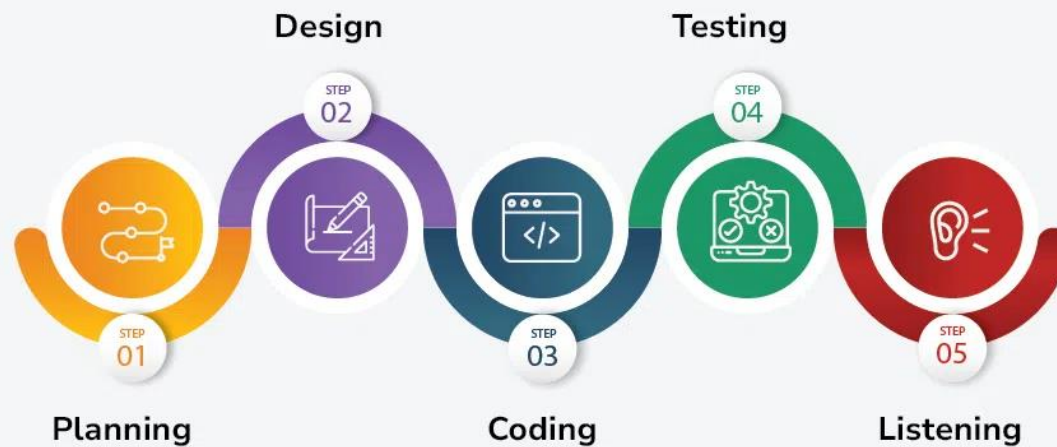 Design
Testing
STEP
02
STEP
04
</>
STEP
01
STEP
03
STEP
05
Planning
Coding
Listening